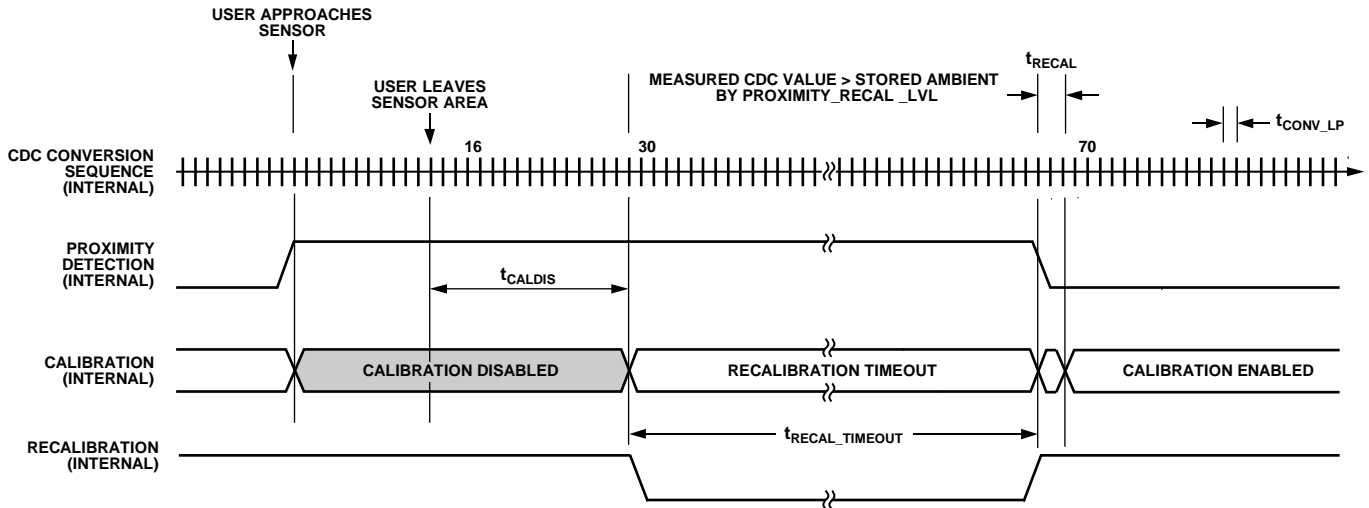 USER APPROACHES
SENSOR
USER LEAVES
SENSOR AREA
MEASURED CDC VALUE > STORED AMBIENT
BY PROXIMITY_RECAL _LVL
tRECAL
tCONV_LP
CDC CONVERSION
SEQUENCE
(INTERNAL)
16
30
70
PROXIMITY
DETECTION
(INTERNAL)
tCALDIS
CALIBRATION
(INTERNAL)
CALIBRATION DISABLED
RECALIBRATION TIMEOUT
CALIBRATION ENABLED
RECALIBRATION
(INTERNAL)
tRECAL_TIMEOUT